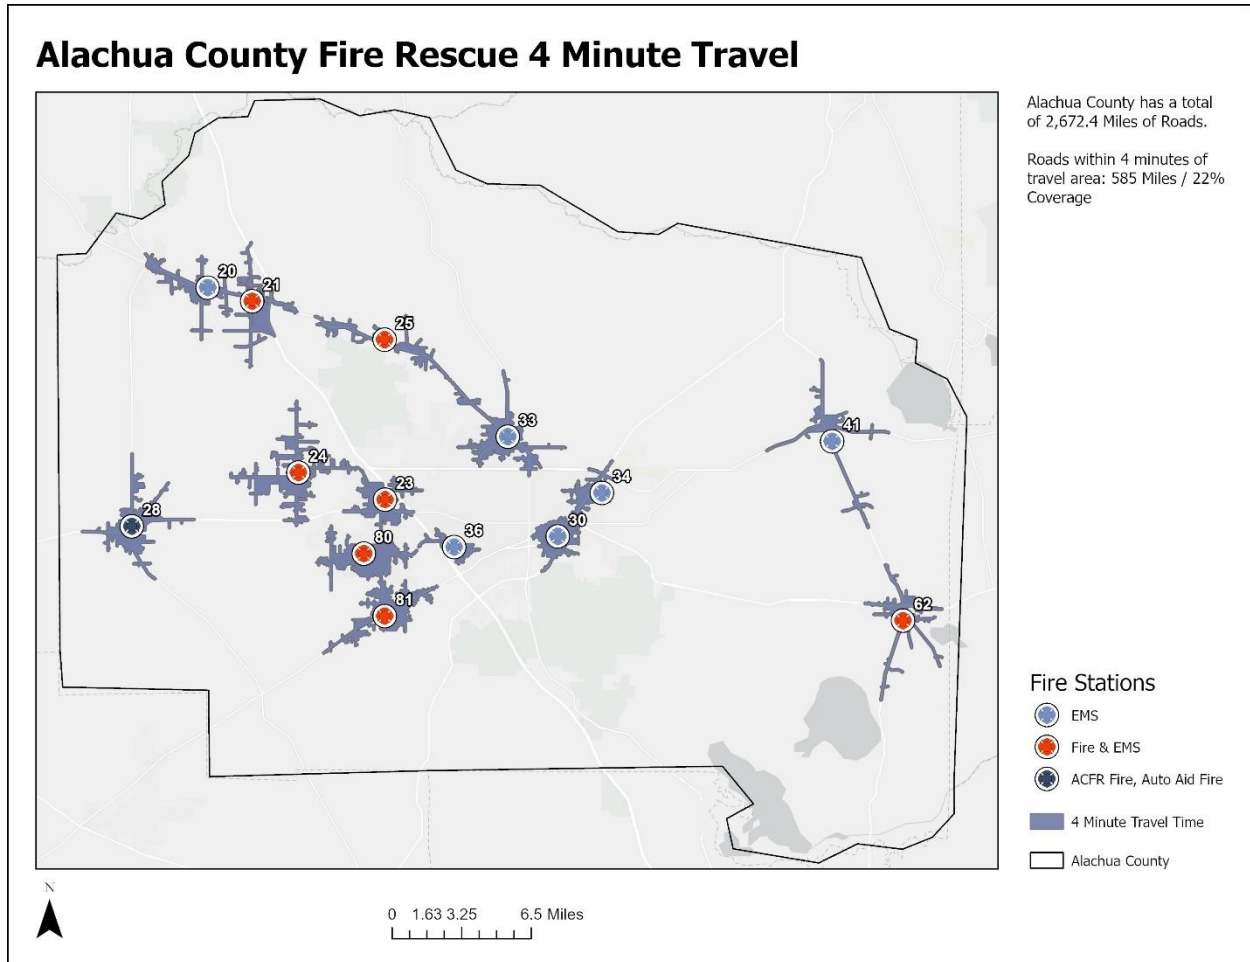 Alachua County Fire Rescue 4 Minute Travel
Alachua County has a total
of 2,672.4 Miles of Roads.
Roads within 4 minutes of
travel area: 585 Miles / 22%
Coverage
20
21
25
33
41
24
34
23
28
30
36
80
81
62
Fire Stations
EMS
Fire & EMS
ACFR Fire, Auto Aid Fire
4 Minute Travel Time
Alachua County
N
0 1.63 3.25 6.5 Miles